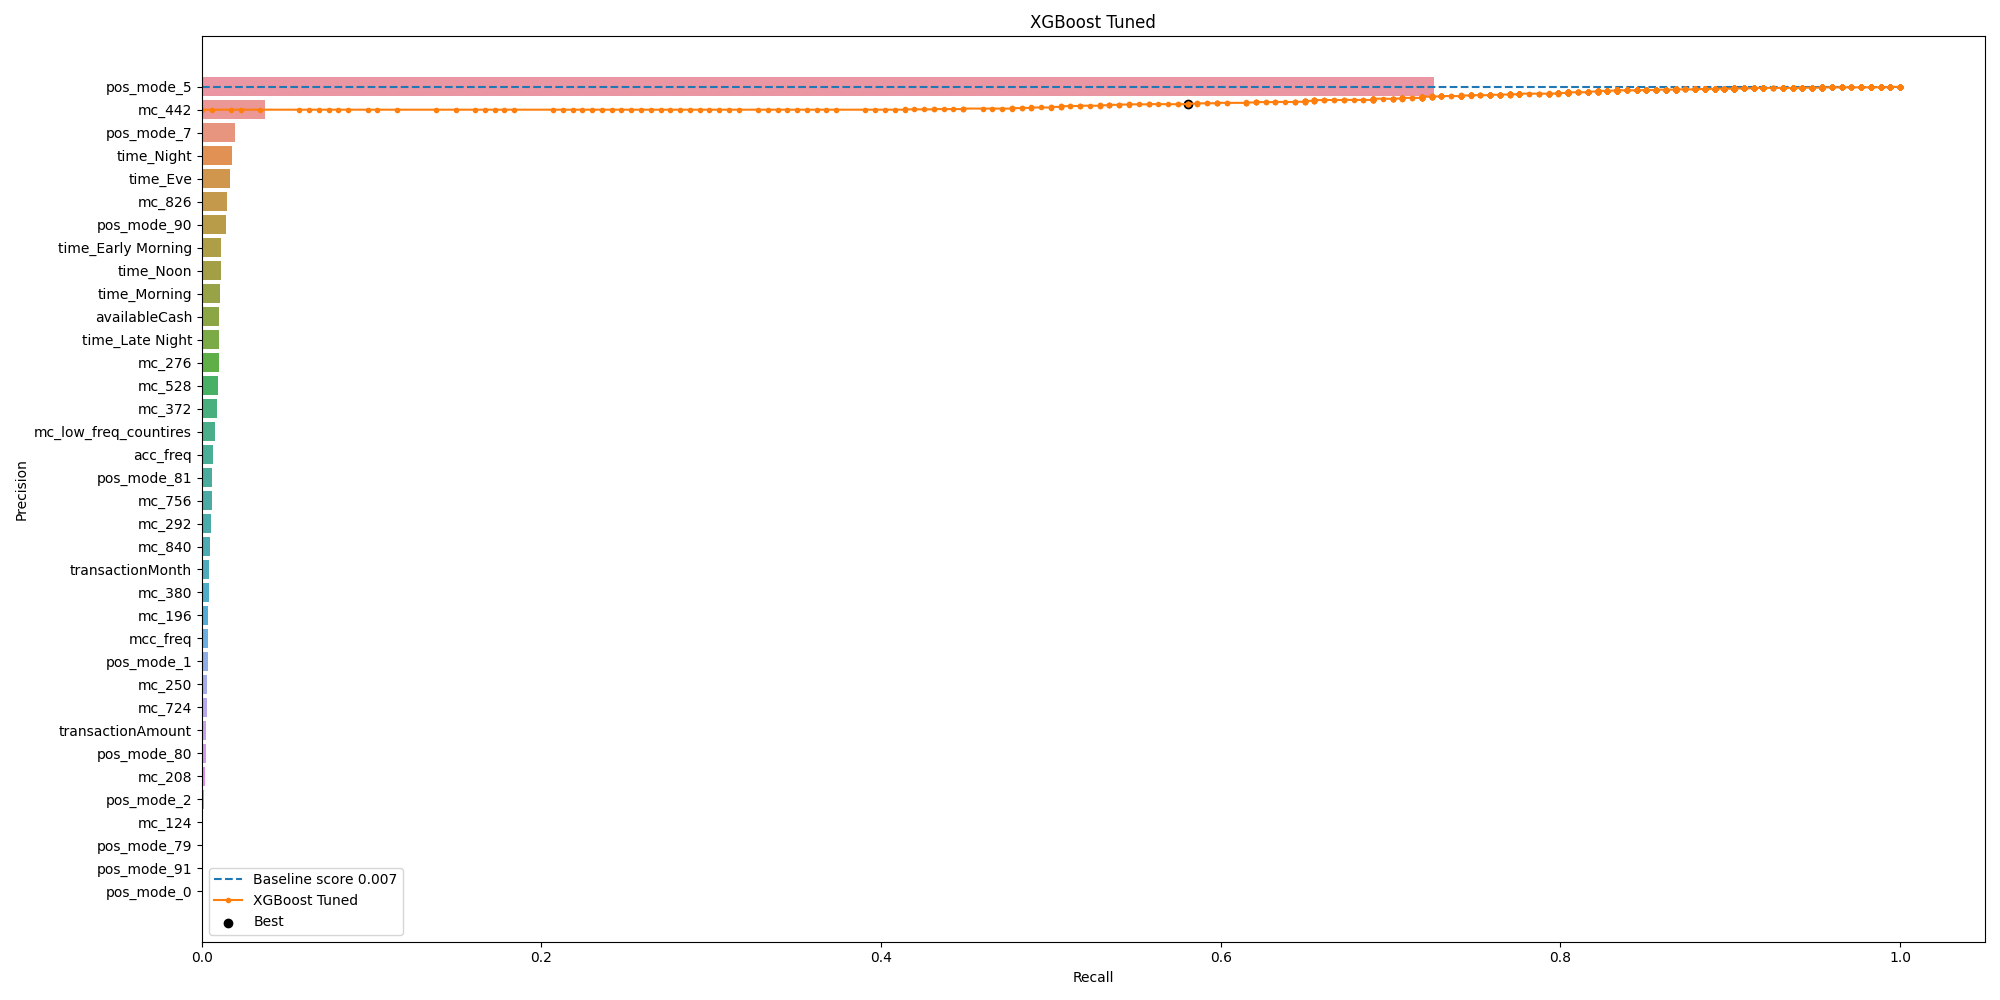 XGBoost Tuned
pos_mode_5
mc_442
pos_mode_7
time_Night
time_Eve
mc_826
pos_mode_90
time_Early Morning
time_Noon
time_Morning
availableCash
time_Late Night
mc_276
mc_528
mc_372
mc_low_freq_countires
acc_freq
pos_mode_81
mc_756
mc_292
mc_840
transactionMonth
mc_380
mc_196
mcc_freq
pos_mode_1
mc_250
mc_724
transactionAmount
pos_mode_80
mc_208
pos_mode_2
mc_124
pos_mode_79
pos_mode_91
pos_mode_0
Precision
Baseline score 0.007
XGBoost Tuned
Best
0.0 0.2 0.4 0.6 0.8 1.0
Recall